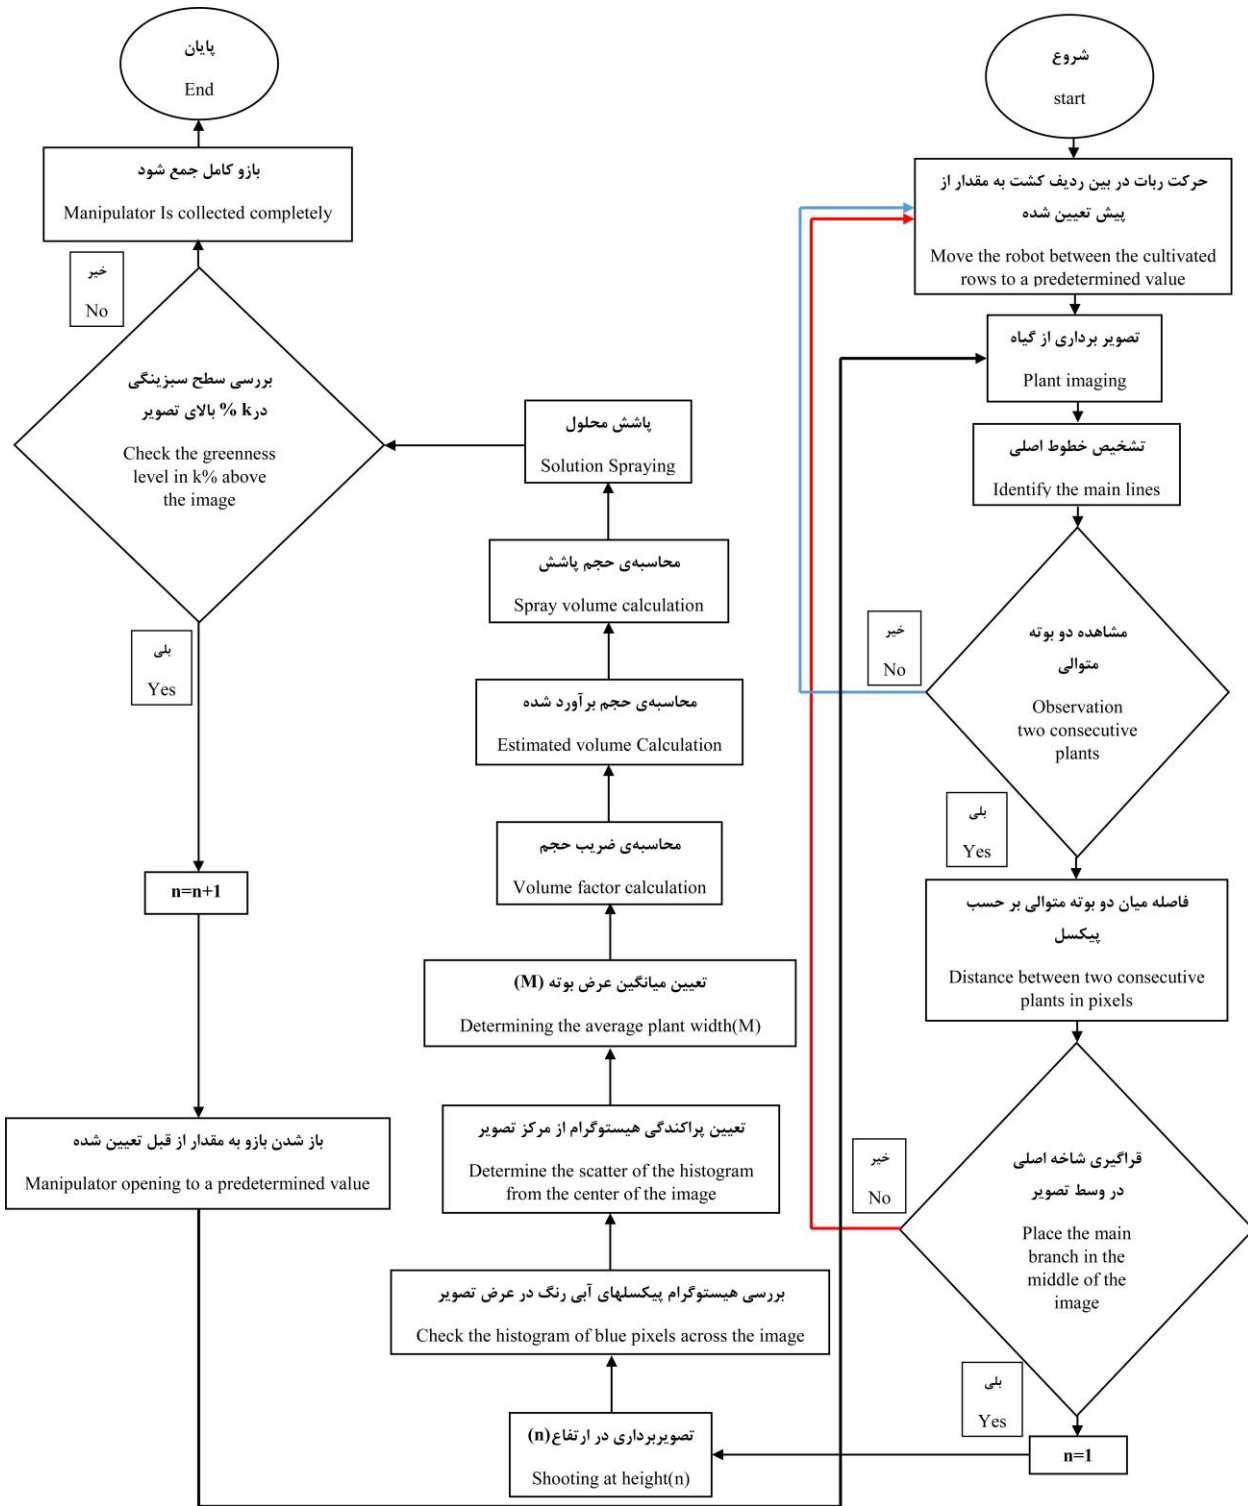 شروع
start
حرکت ربات در بین ردیف کشت به مقدار از
پیش تعیین شده
Move the robot between the cultivated
rows to a predetermined value
تصویر برداری از گیاه
Plant imaging
تشخیص خطوط اصلی
Identify the main lines
مشاهده دو بوته
متوالی
Observation
two consecutive
plants
خیر
No
بلی
Yes
فاصله میان دو بوته متوالی بر حسب
پیکسل
Distance between two consecutive
plants in pixels
قراگیری شاخه اصلی
در وسط تصویر
Place the main
branch in the
middle of the
image
خیر
No
بلی
Yes
n=1
تصویربرداری در ارتفاع(n)
Shooting at height(n)
بررسی هیستوگرام پیکسلهای آبی رنگ در عرض تصویر
Check the histogram of blue pixels across the image
تعیین پراکندگی هیستوگرام از مرکز تصویر
Determine the scatter of the histogram
from the center of the image
تعیین میانگین عرض بوته (M)
Determining the average plant width(M)
محاسبه‌ی ضریب حجم
Volume factor calculation
محاسبه‌ی حجم برآورد شده
Estimated volume Calculation
محاسبه‌ی حجم پاشش
Spray volume calculation
پاشش محلول
Solution Spraying
بررسی سطح سبزینگی
در k % بالای تصویر
Check the greenness
level in k% above
the image
خیر
No
بلی
Yes
n=n+1
باز شدن بازو به مقدار از قبل تعیین شده
Manipulator opening to a predetermined value
بازو کامل جمع شود
Manipulator Is collected completely
پایان
End